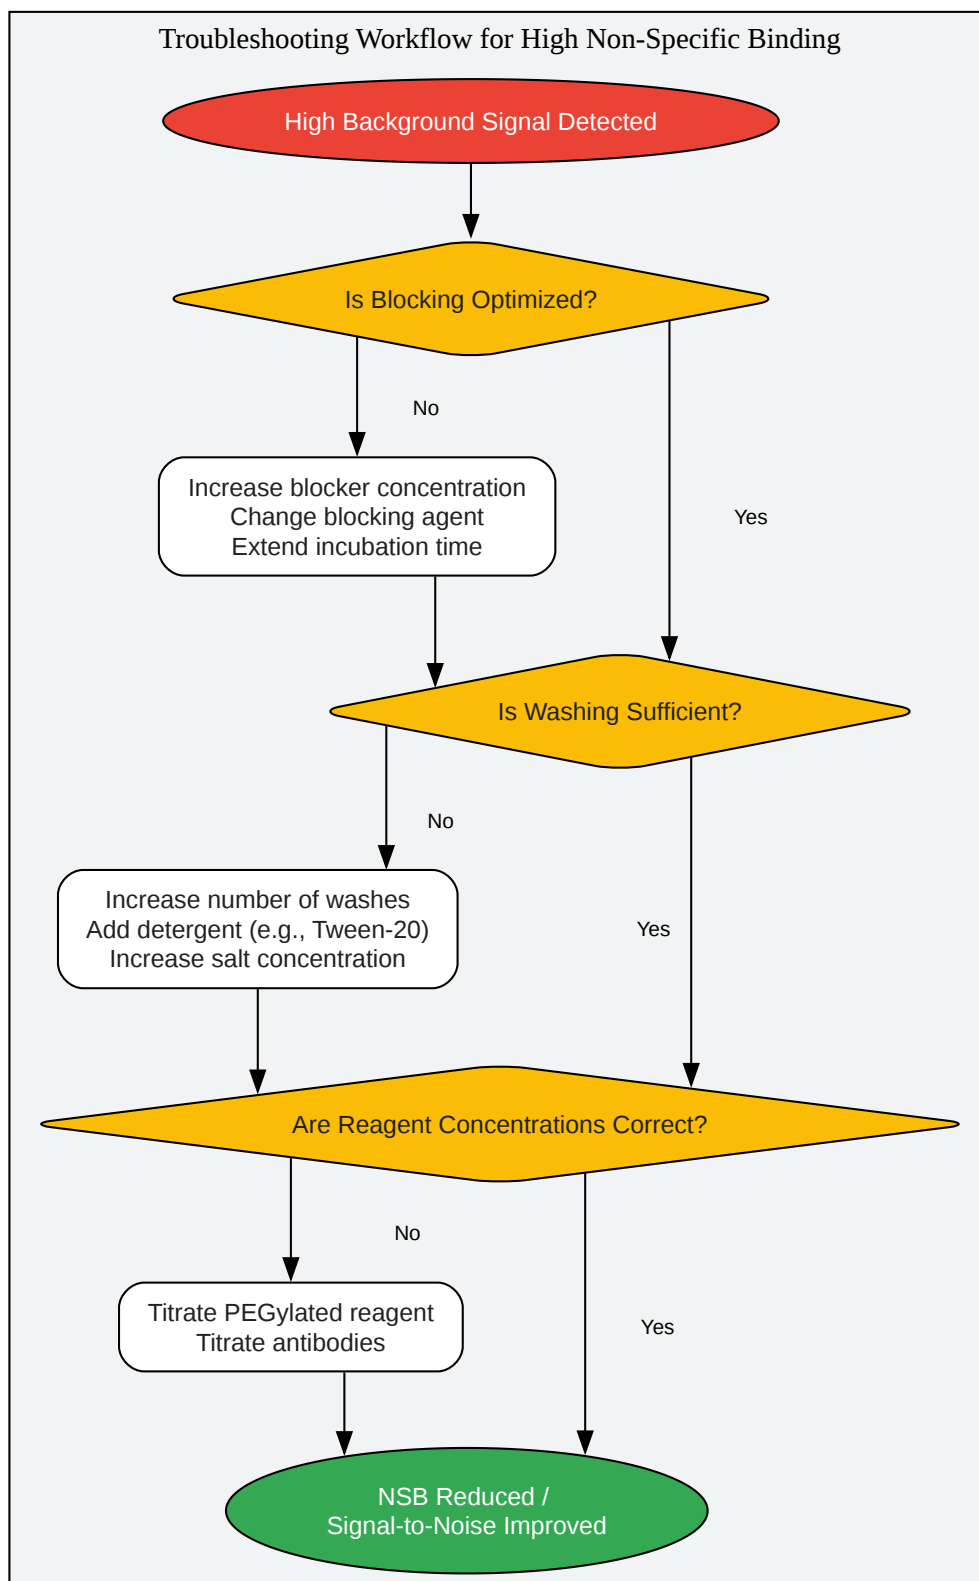 Troubleshooting Workflow for High Non-Specific Binding
High Background Signal Detected
Is Blocking Optimized?
No
Increase blocker concentration
Change blocking agent
Extend incubation time
Yes
Is Washing Sufficient?
No
Increase number of washes
Add detergent (e.g., Tween-20)
Increase salt concentration
Yes
Are Reagent Concentrations Correct?
No
Titrate PEGylated reagent
Titrate antibodies
Yes
NSB Reduced /
Signal-to-Noise Improved